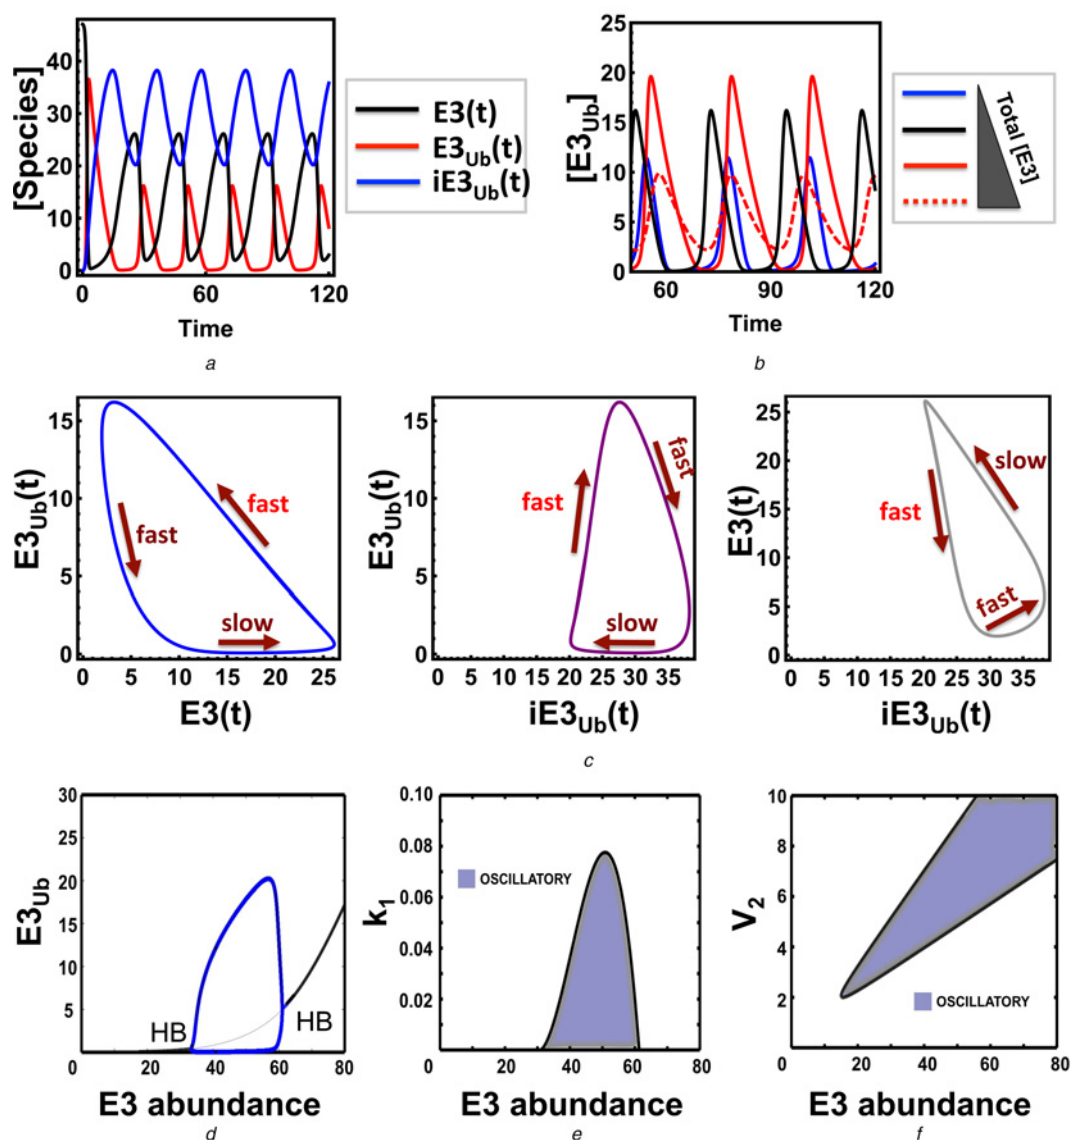 [Species]
40
30
20
10
0
0
60
120
Time
E3(t)
E3Ub(t)
iE3Ub(t)
a
[E3Ub]
25
20
15
10
5
0
60
90
120
Time
Total [E3]
b
E3Ub(t)
15
10
5
0
0 5 10 15 20 25
E3(t)
fast
fast
slow
E3Ub(t)
15
10
5
0
0 5 10 15 20 25 30 35
iE3Ub(t)
fast
fast
slow
E3(t)
25
20
15
10
5
0
0 5 10 15 20 25 30 35
iE3Ub(t)
fast
slow
fast
c
E3Ub
30
25
20
15
10
5
0 20 40 60 80
HB
HB
E3 abundance
d
k1
0.10
0.08
0.06
0.04
0.02
0 20 40 60 80
OSCILLATORY
E3 abundance
e
V2
10
8
6
4
2
0 20 40 60 80
OSCILLATORY
E3 abundance
f